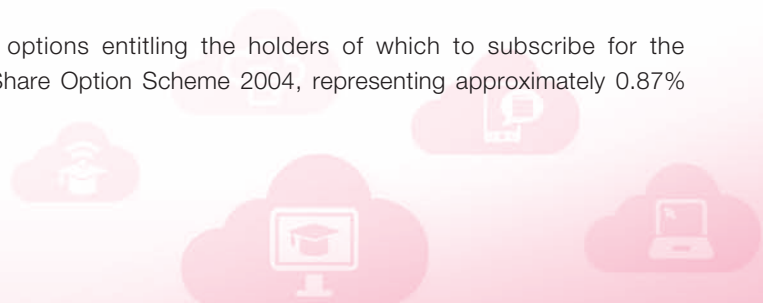 options entitling the holders of which to subscribe for the
Share Option Scheme 2004, representing approximately 0.87%